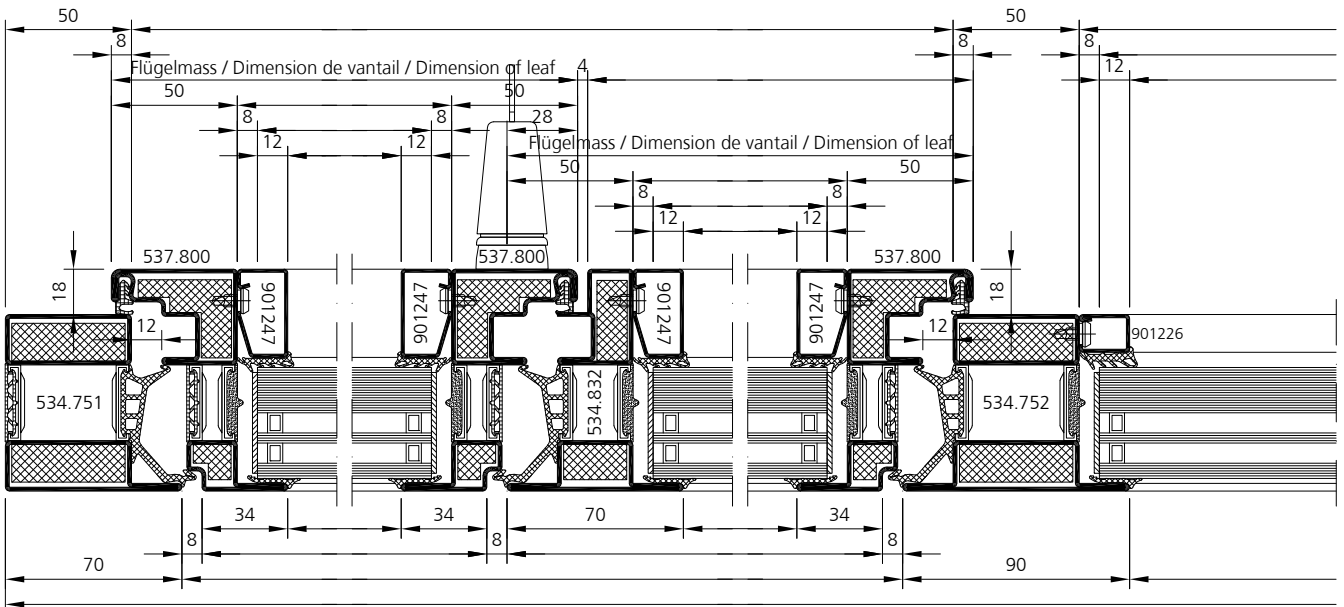 50 50
8 8 8
Flügelmass / Dimension de vantail / Dimension of leaf 4 12
50 50
8 8 28
12 12 Flügelmass / Dimension de vantail / Dimension of leaf
50 50
8 8
12 12
537.800 537.800 537.800
18 901247 901247 901247 901247 18
12 12 901226
534.751 534.832 534.752
34 34 70 34
8 8 8
70 90